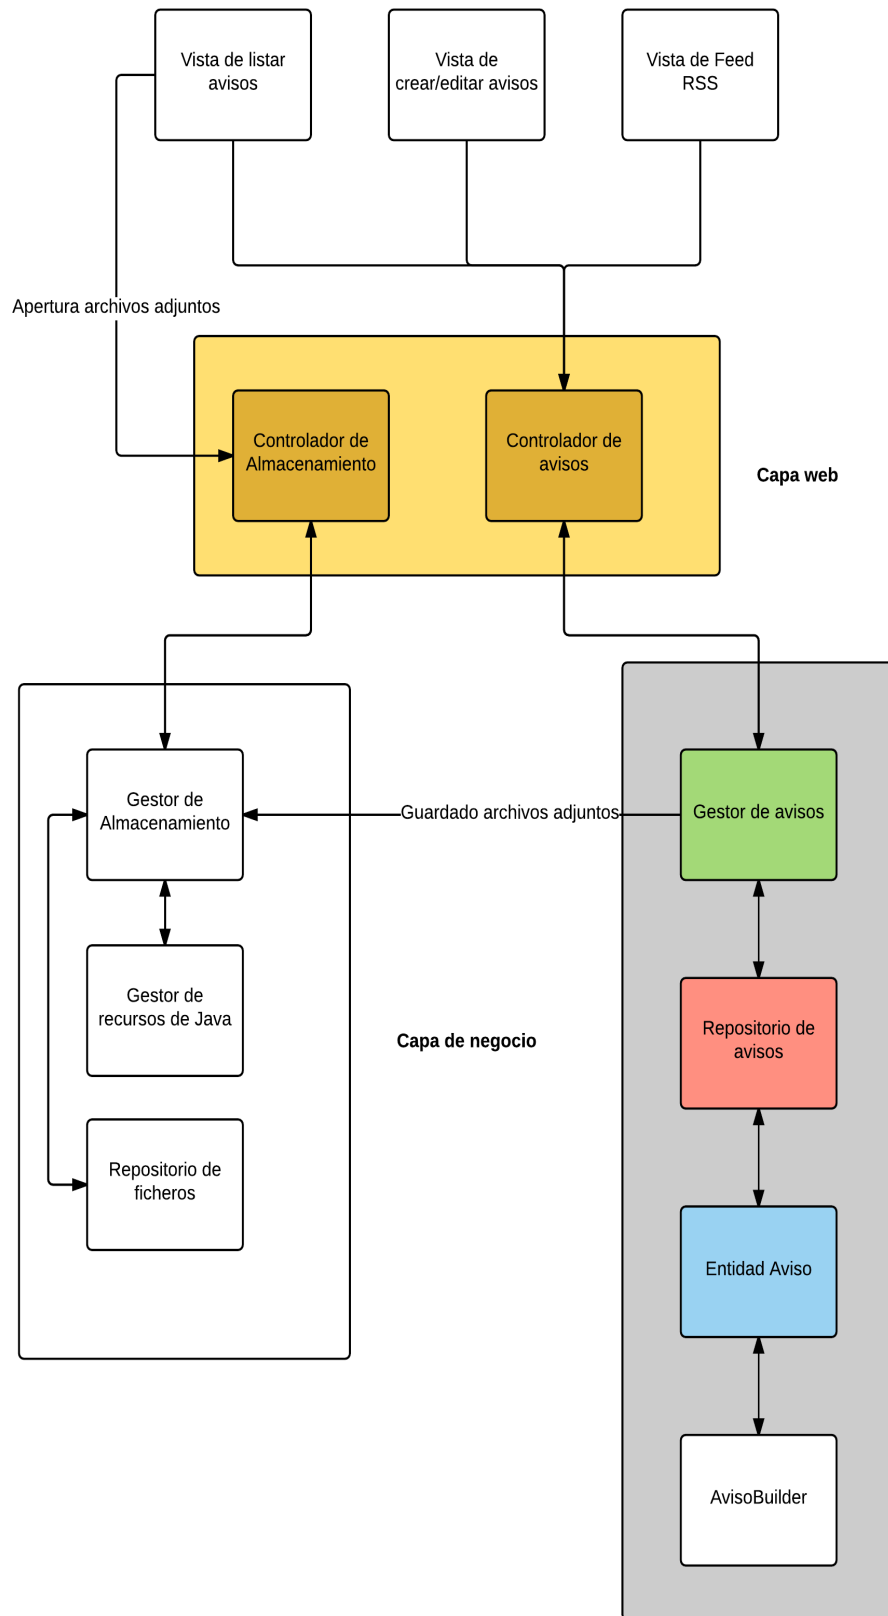 Vista de listar
avisos
Vista de
crear/editar avisos
Vista de Feed
RSS
Apertura archivos adjuntos
Controlador de
Almacenamiento
Controlador de
avisos
Capa web
Gestor de
Almacenamiento
Guardado archivos adjuntos
Gestor de avisos
Gestor de
recursos de Java
Capa de negocio
Repositorio de
avisos
Repositorio de
ficheros
Entidad Aviso
AvisoBuilder